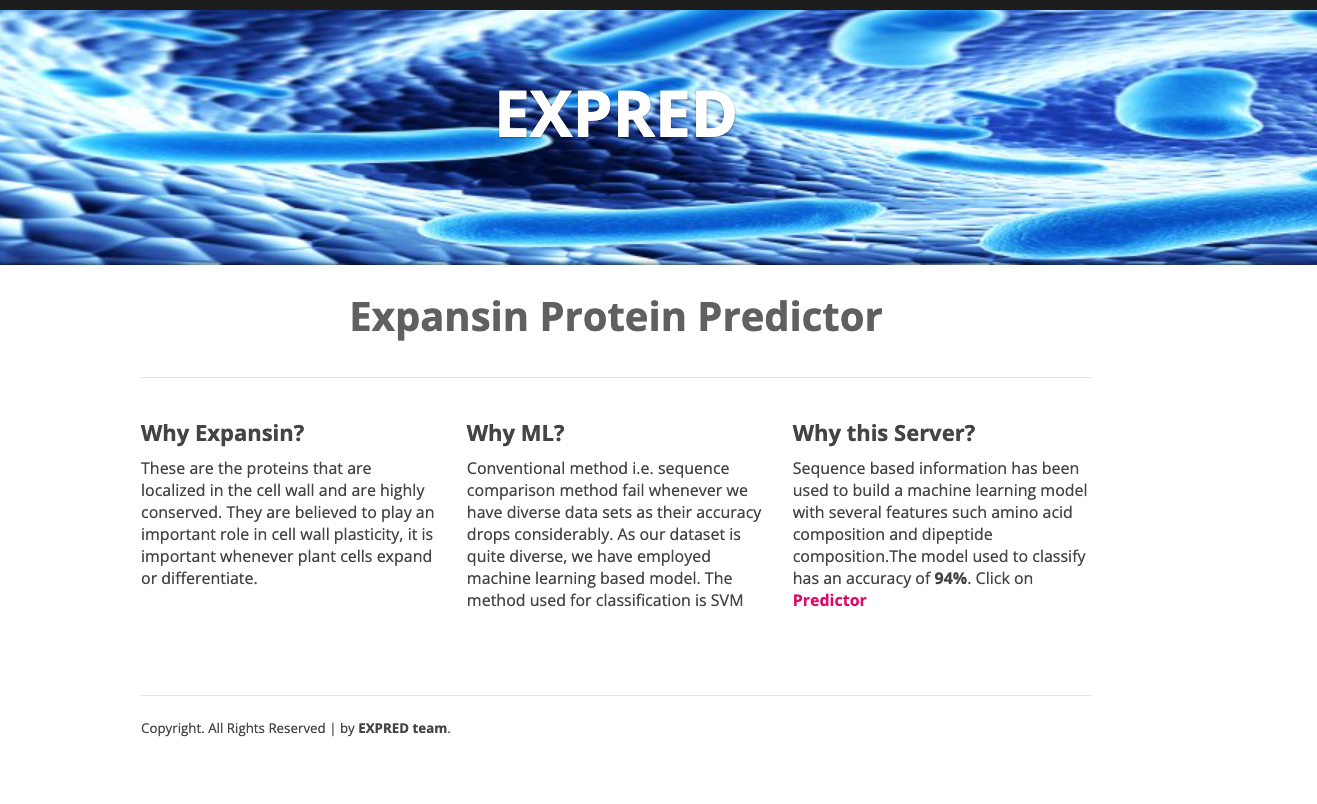 EXPRED
Expansin Protein Predictor
Why Expansin?
These are the proteins that are
localized in the cell wall and are highly
conserved. They are believed to play an
important role in cell wall plasticity, it is
important whenever plant cells expand
or differentiate.
Why ML?
Conventional method i.e. sequence
comparison method fail whenever we
have diverse data sets as their accuracy
drops considerably. As our dataset is
quite diverse, we have employed
machine learning based model. The
method used for classification is SVM
Why this Server?
Sequence based information has been
used to build a machine learning model
with several features such amino acid
composition and dipeptide
composition.The model used to classify
has an accuracy of 94%. Click on
Predictor
Copyright. All Rights Reserved | by EXPRED team.